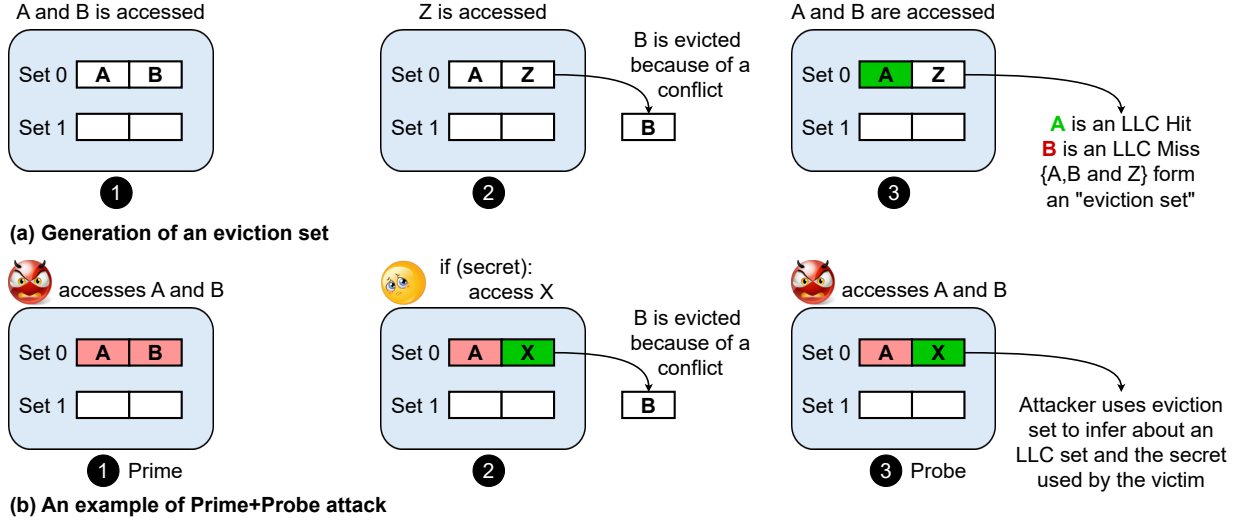 A and B is accessed
Set 0 A B
Set 1
1
Z is accessed
Set 0 A Z
Set 1
2
B is evicted
because of a
conflict
B
A and B are accessed
Set 0 A Z
Set 1
3
A is an LLC Hit
B is an LLC Miss
{A,B and Z} form
an "eviction set"
(a) Generation of an eviction set
accesses A and B
Set 0 A B
Set 1
1 Prime
if (secret):
access X
Set 0 A X
Set 1
2
B is evicted
because of a
conflict
B
accesses A and B
Set 0 A X
Set 1
3 Probe
Attacker uses eviction
set to infer about an
LLC set and the secret
used by the victim
(b) An example of Prime+Probe attack